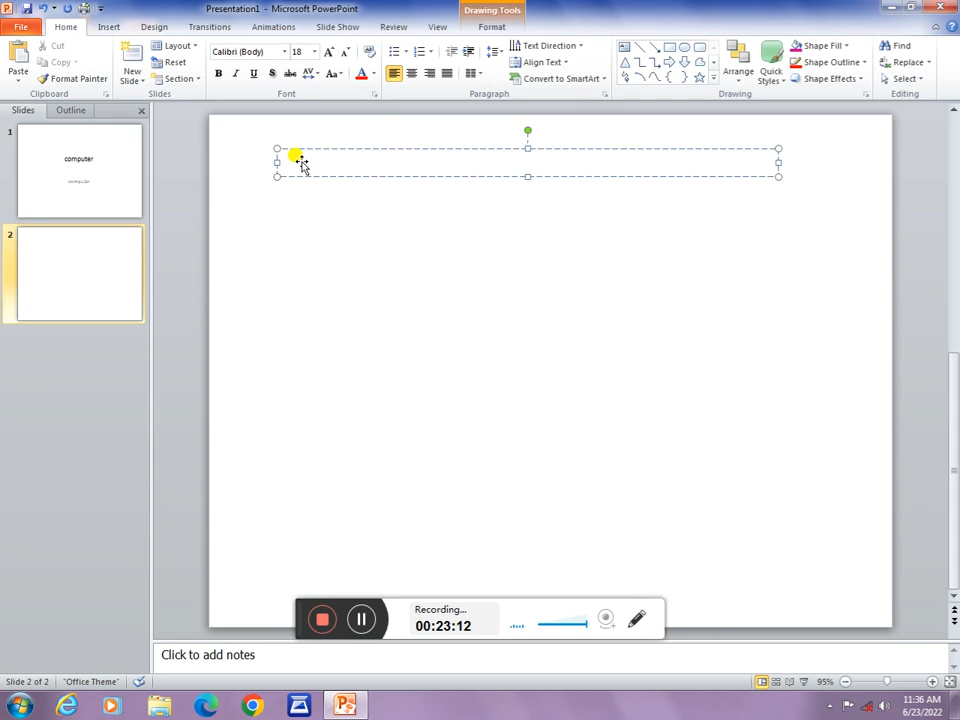 Presentation1 - Microsoft PowerPoint
Drawing Tools
File
Home
Insert
Design
Transitions
Animations
Slide Show
Review
View
Format
Paste
Cut
Copy
Format Painter
Clipboard
New
Slide
Layout
Reset
Section
Slides
Calibri (Body)
18
B I U S abc AV Aa A
Font
Text Direction
Align Text
Convert to SmartArt
Paragraph
Arrange
Quick
Styles
Shape Fill
Shape Outline
Shape Effects
Drawing
Find
Replace
Select
Editing
Slides
Outline
1
computer
computer
2
Recording...
00:23:12
Click to add notes
Slide 2 of 2
"Office Theme"
95%
11:36 AM
6/23/2022